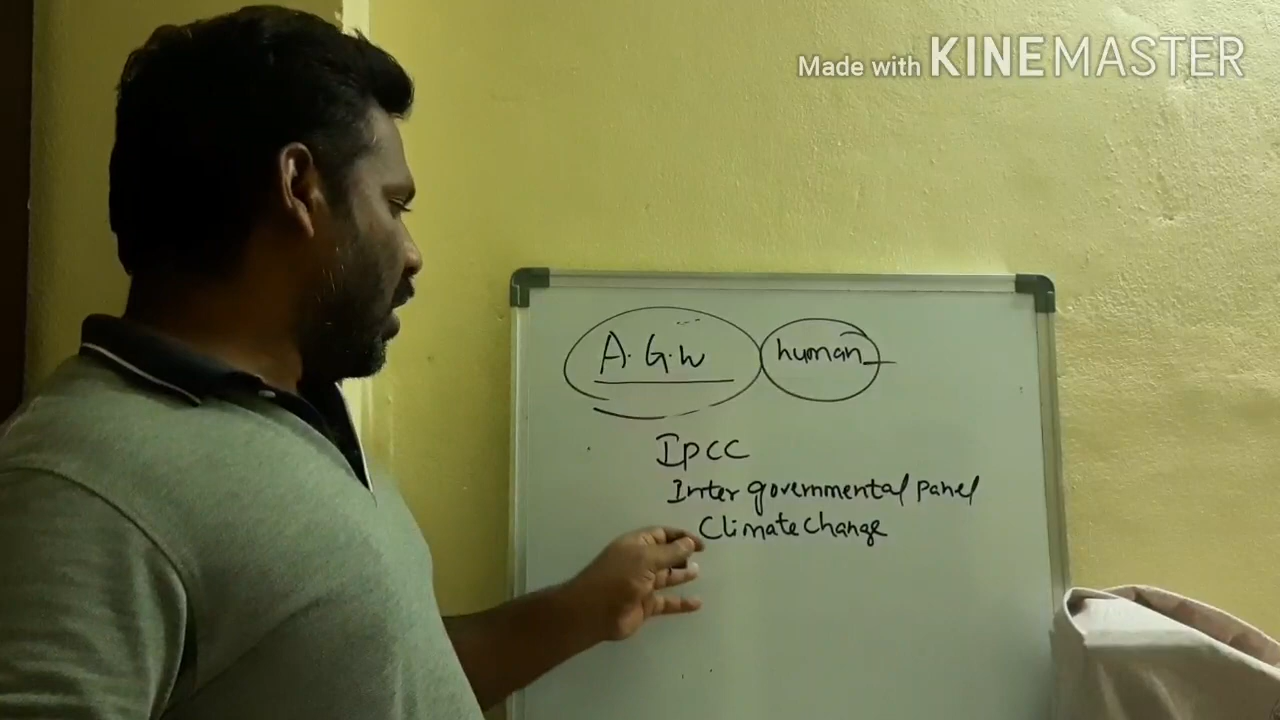 Made with KINEMASTER
A.G.W human
IPCC
Inter governmental panel
Climate change